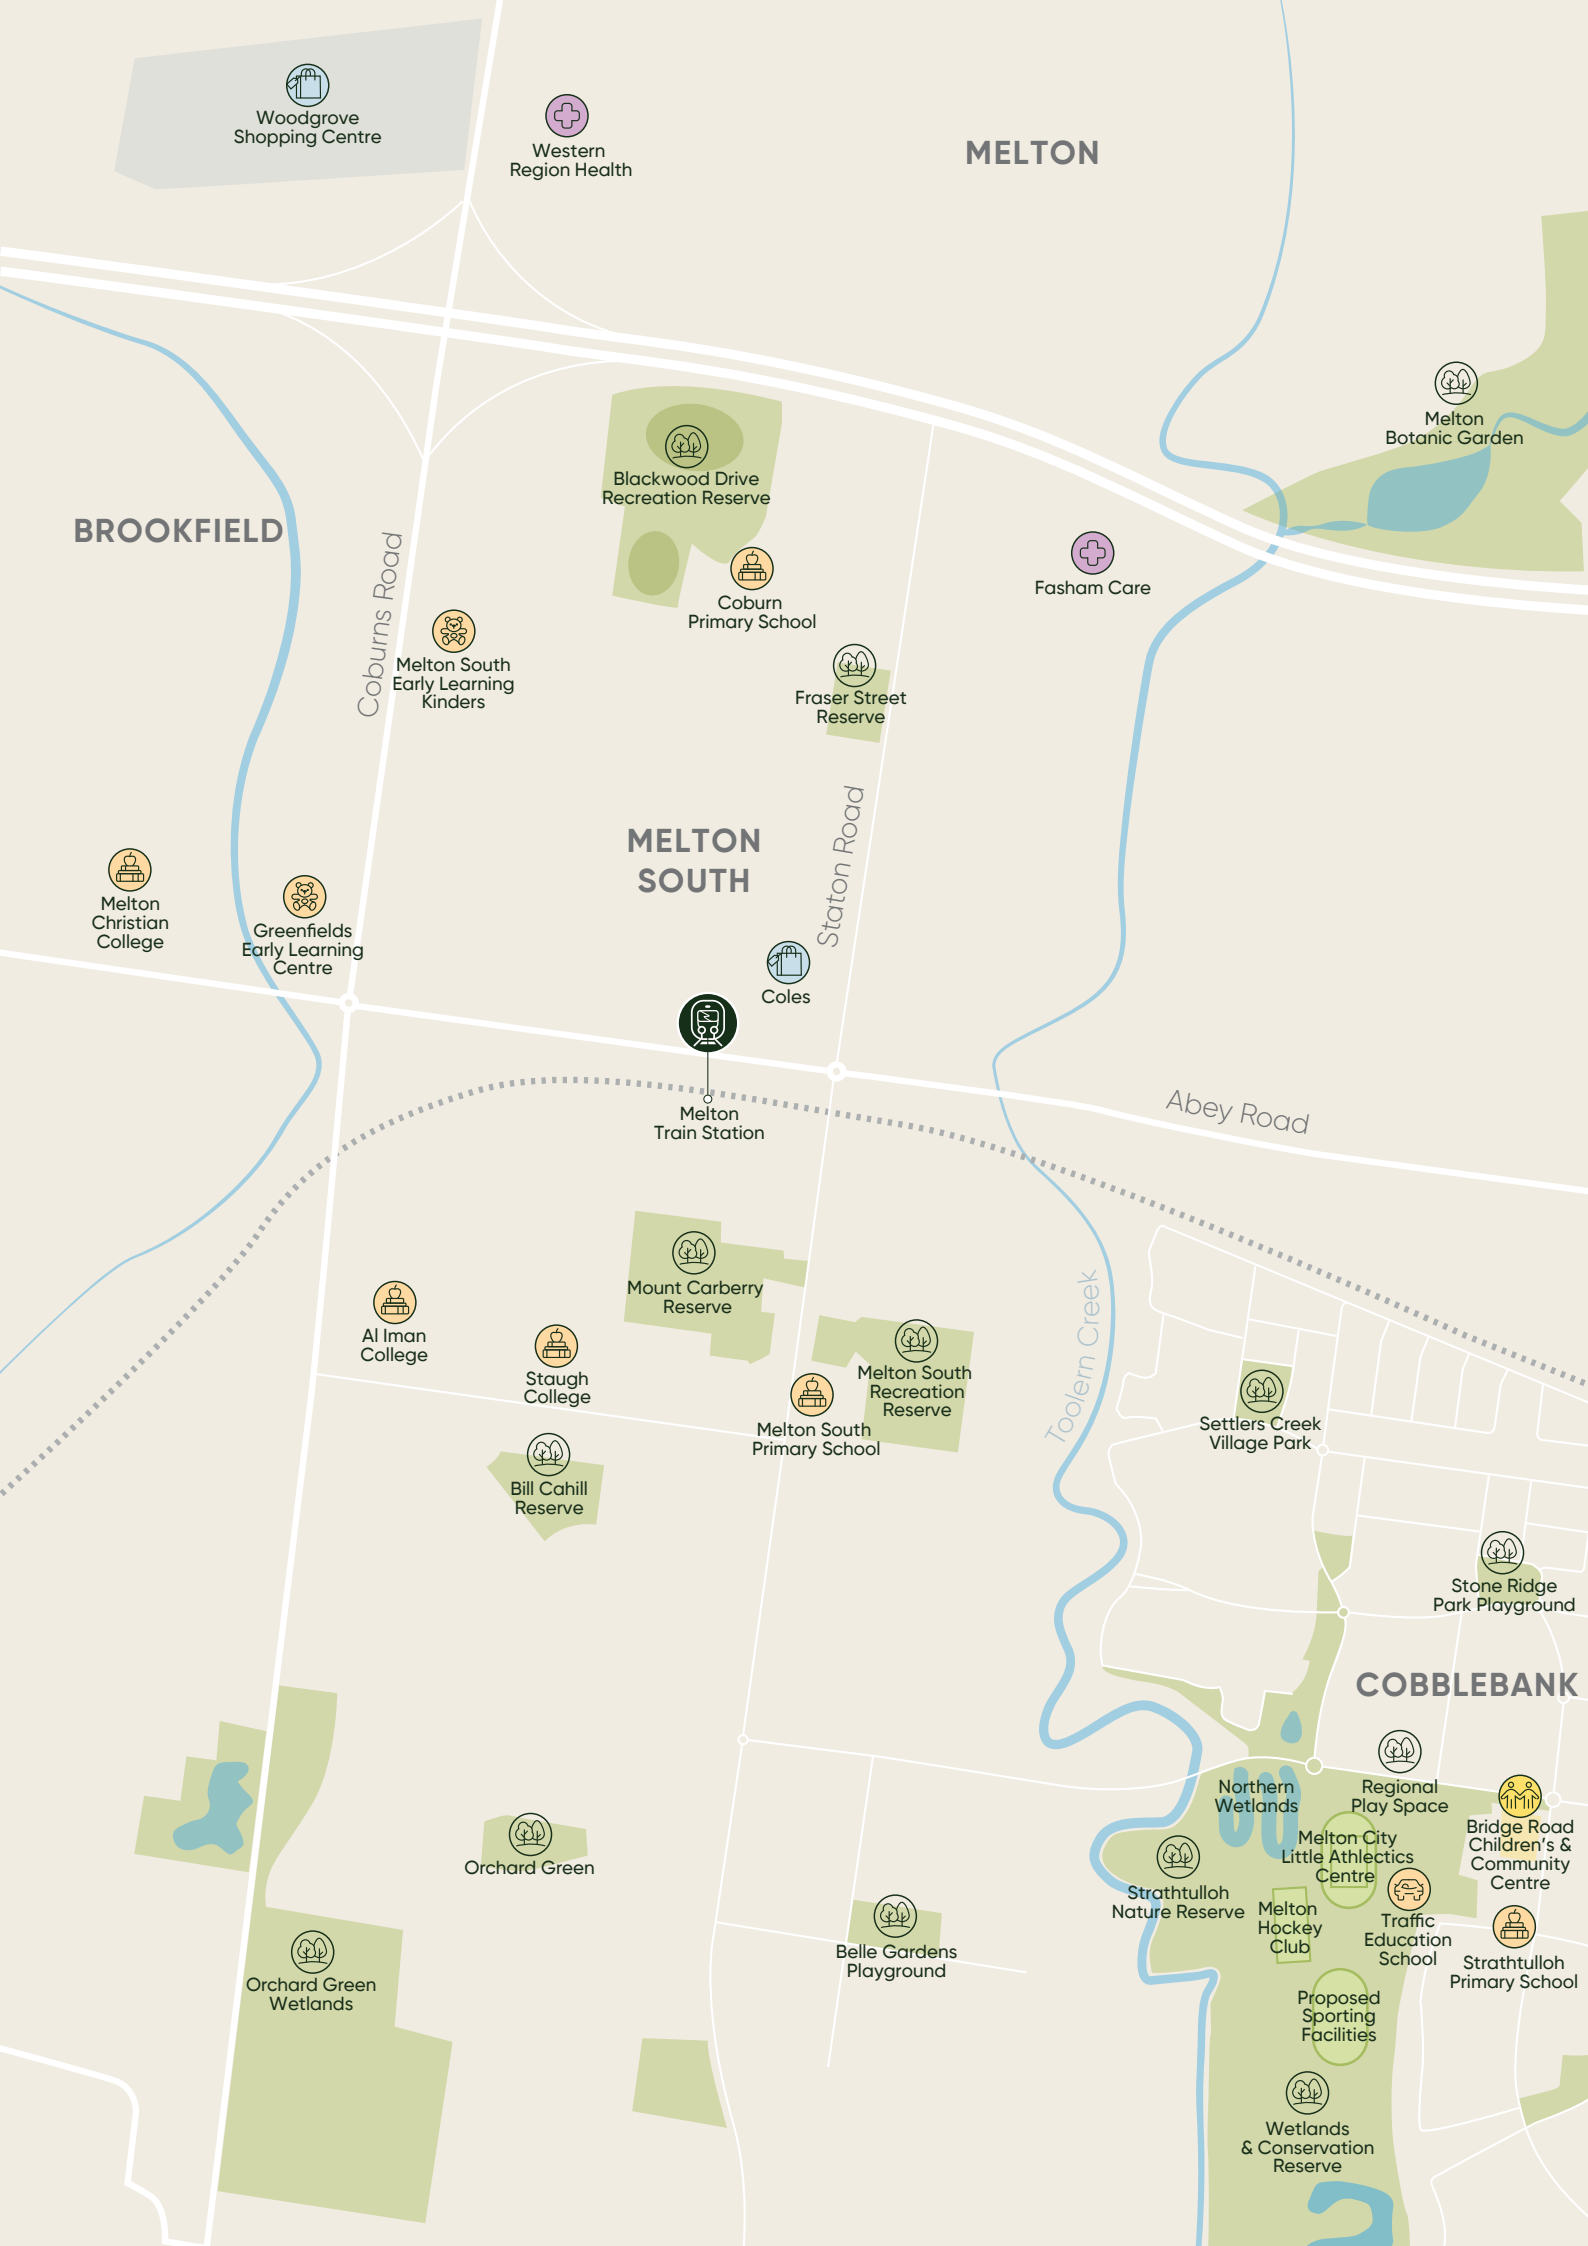 Woodgrove
Shopping Centre
Western
Region Health
MELTON
Melton
Botanic Garden
Blackwood Drive
Recreation Reserve
BROOKFIELD
Coburns Road
Fasham Care
Coburn
Primary School
Melton South
Early Learning
Kinders
Fraser Street
Reserve
MELTON
SOUTH
Staton Road
Melton
Christian
College
Greenfields
Early Learning
Centre
Coles
Melton
Train Station
Abey Road
Mount Carberry
Reserve
Toolern Creek
Al Iman
College
Staugh
College
Melton South
Recreation
Reserve
Melton South
Primary School
Settlers Creek
Village Park
Bill Cahill
Reserve
Stone Ridge
Park Playground
COBBLEBANK
Northern
Wetlands
Regional
Play Space
Melton City
Little Athlectics
Centre
Bridge Road
Children's &
Community
Centre
Orchard Green
Strathtulloh
Nature Reserve
Melton
Hockey
Club
Traffic
Education
School
Strathtulloh
Primary School
Belle Gardens
Playground
Orchard Green
Wetlands
Proposed
Sporting
Facilities
Wetlands
& Conservation
Reserve